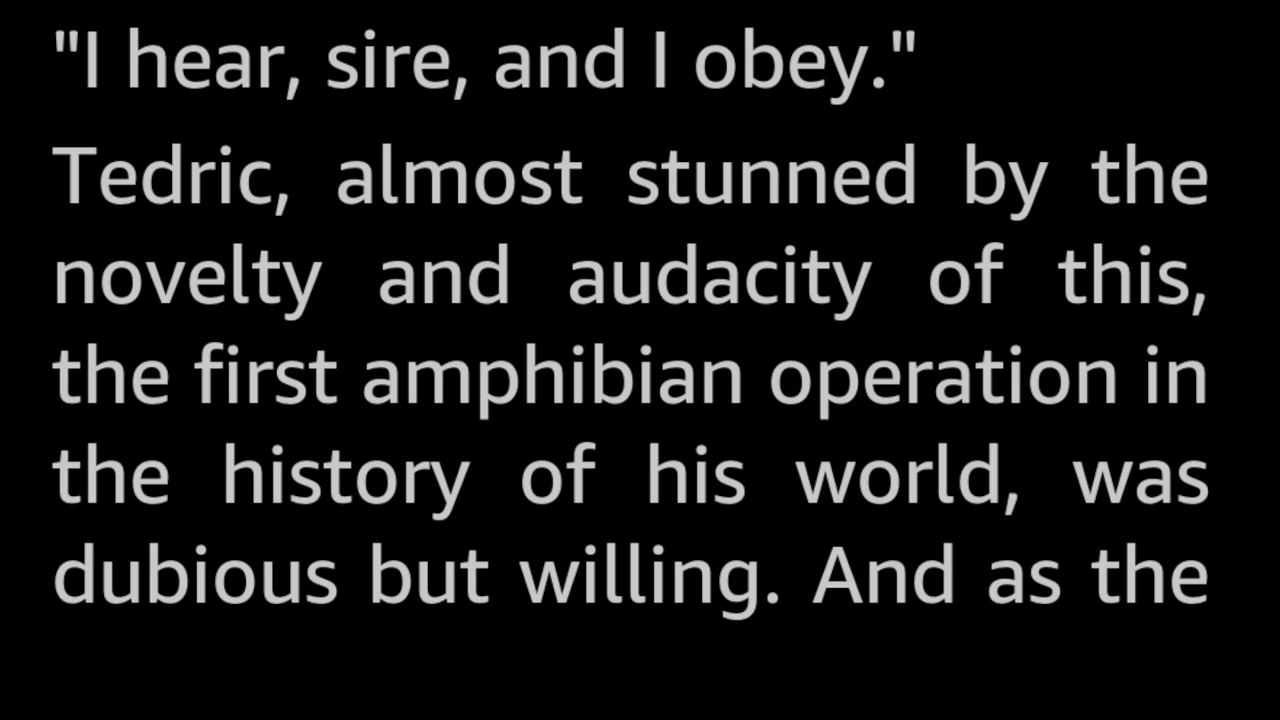 "I hear, sire, and I obey."
Tedric, almost stunned by the
novelty and audacity of this,
the first amphibian operation in
the history of his world, was
dubious but willing. And as the